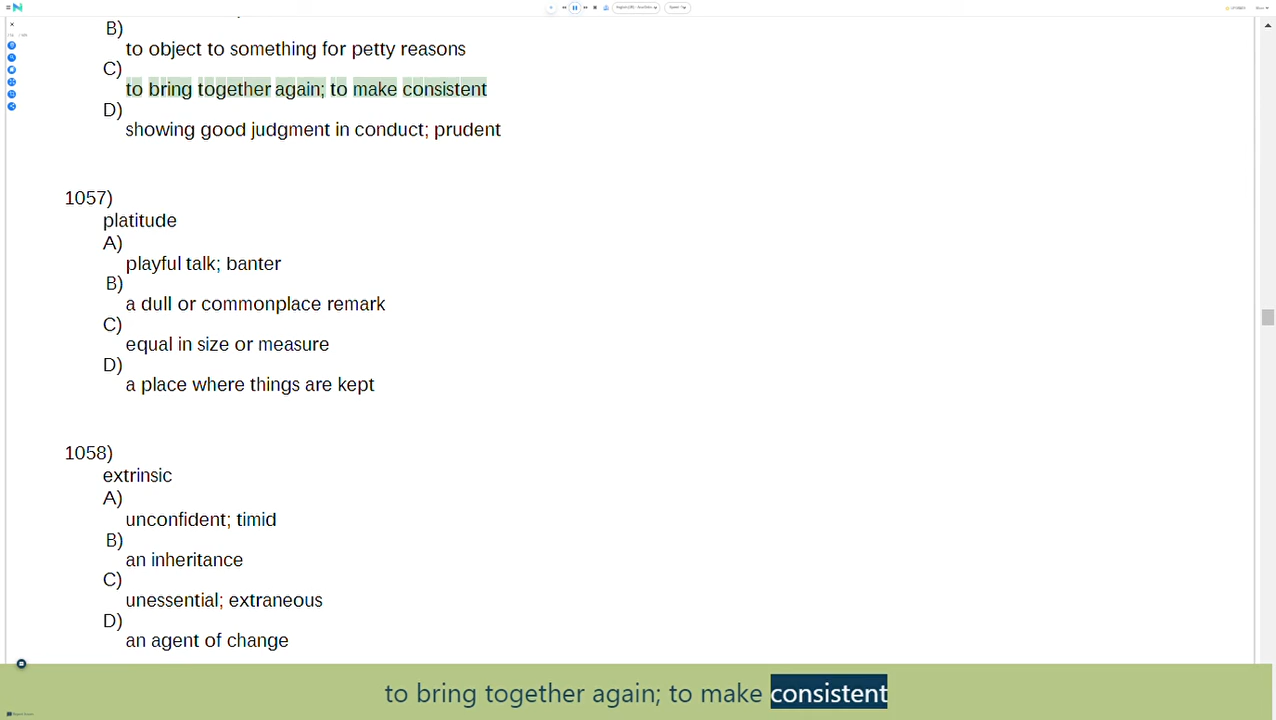 B)
to object to something for petty reasons
C)
to bring together again; to make consistent
D)
showing good judgment in conduct; prudent
1057)
platitude
A)
playful talk; banter
B)
a dull or commonplace remark
C)
equal in size or measure
D)
a place where things are kept
1058)
extrinsic
A)
unconfident; timid
B)
an inheritance
C)
unessential; extraneous
D)
an agent of change
to bring together again; to make consistent